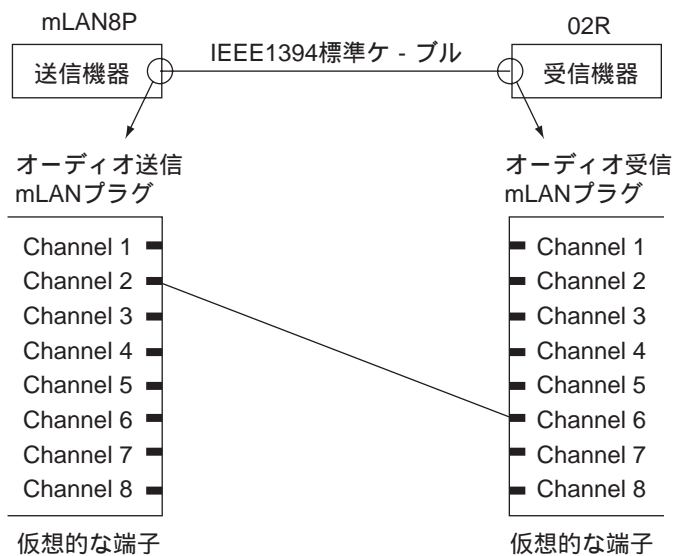 mLAN8P
02R
IEEE1394標準ケ - ブル
送信機器
受信機器
オーディオ送信
mLANプラグ
オーディオ受信
mLANプラグ
Channel 1
Channel 2
Channel 3
Channel 4
Channel 5
Channel 6
Channel 7
Channel 8
仮想的な端子
Channel 1
Channel 2
Channel 3
Channel 4
Channel 5
Channel 6
Channel 7
Channel 8
仮想的な端子